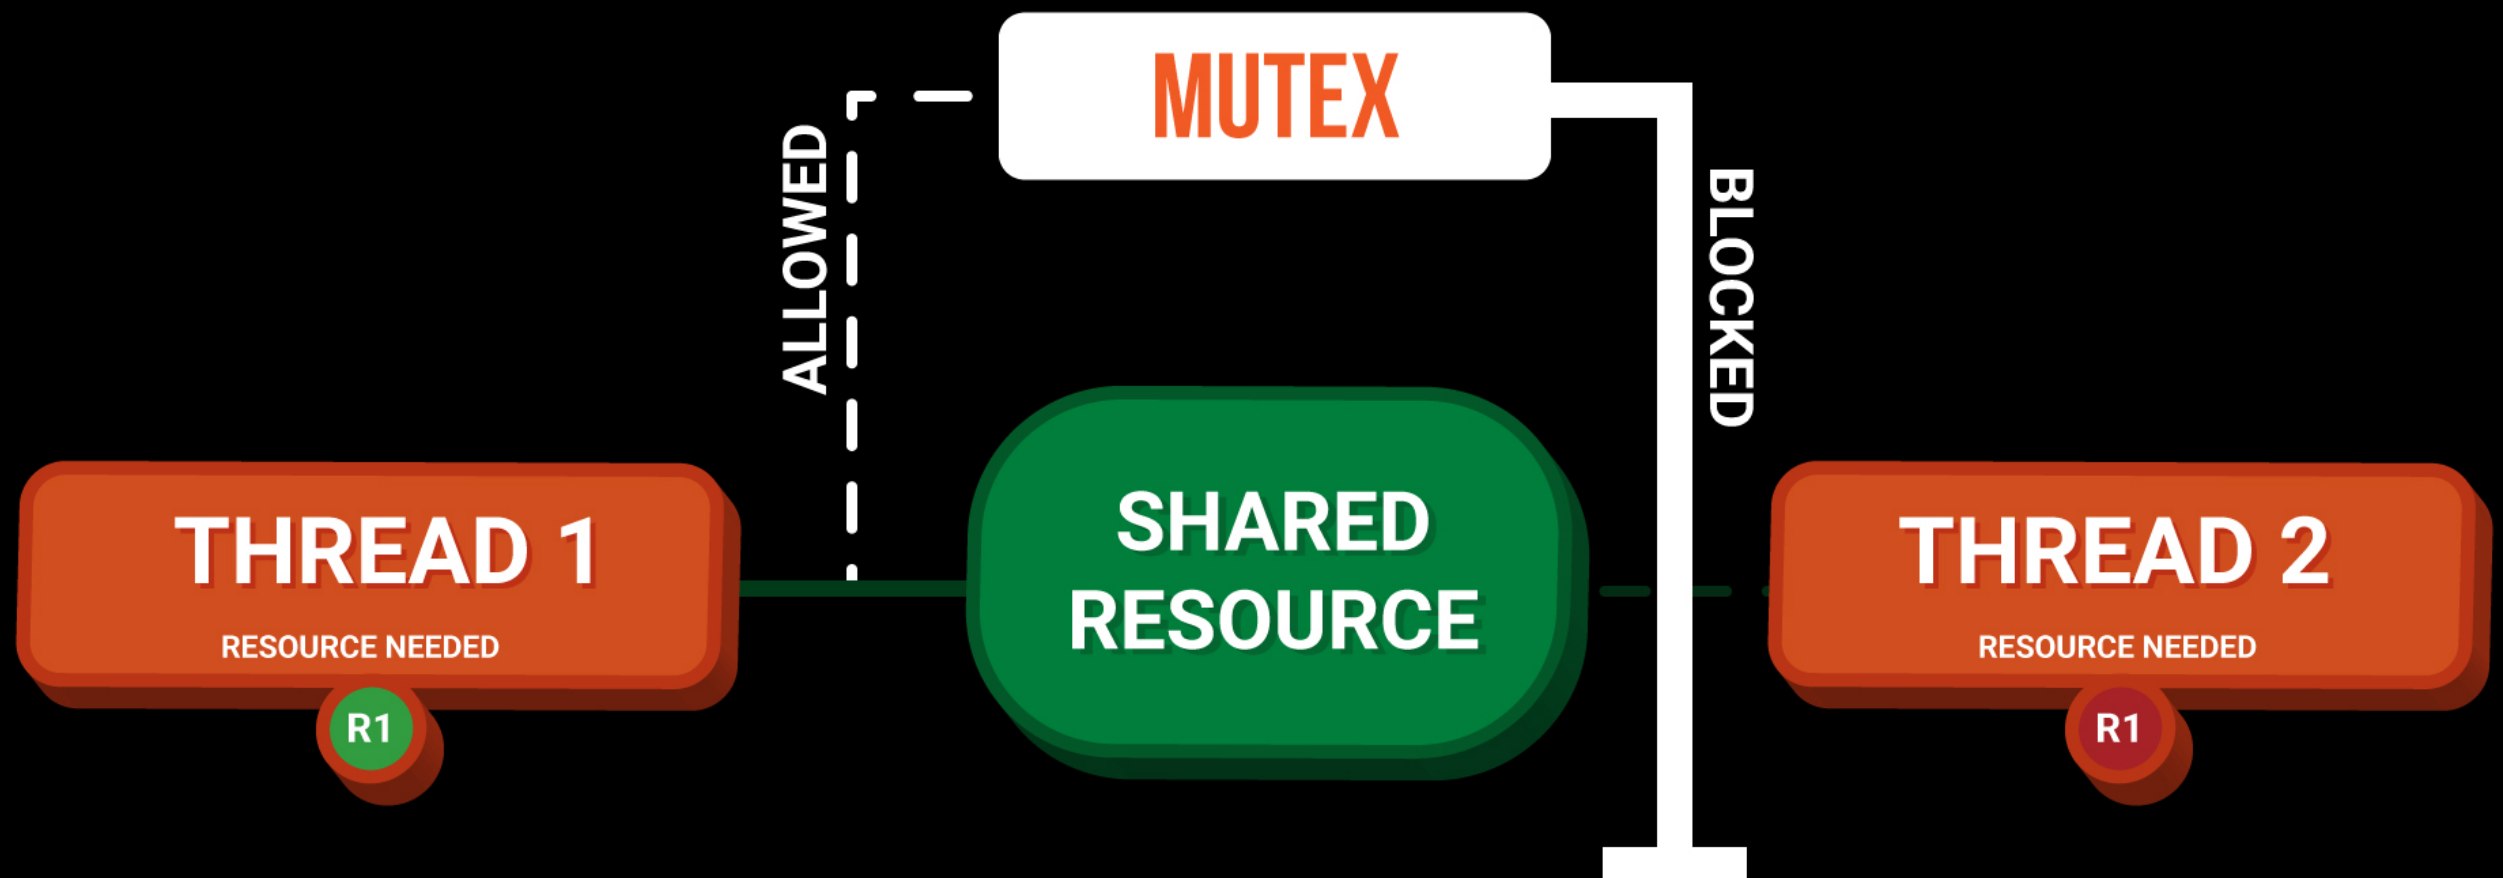 MUTEX
ALLOWED
BLOCKED
THREAD 1
RESOURCE NEEDED
R1
SHARED
RESOURCE
THREAD 2
RESOURCE NEEDED
R1